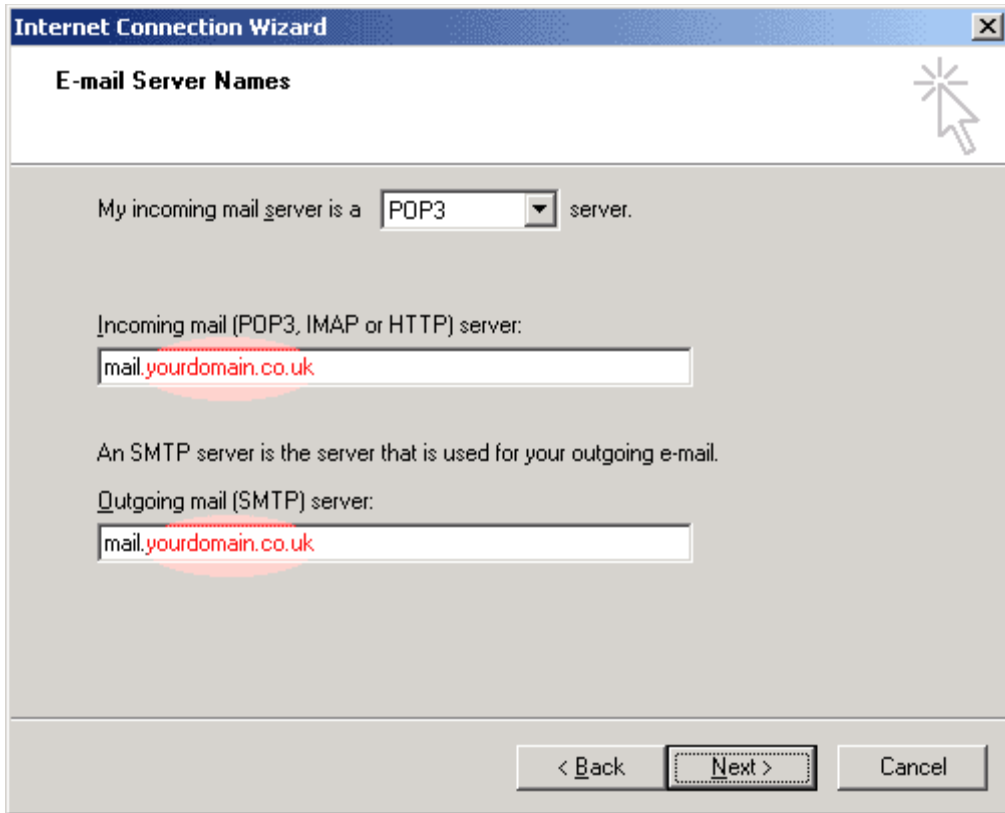 Internet Connection Wizard
E-mail Server Names
My incoming mail server is a POP3 server.
Incoming mail (POP3, IMAP or HTTP) server:
mail.yourdomain.co.uk
An SMTP server is the server that is used for your outgoing e-mail.
Outgoing mail (SMTP) server:
mail.yourdomain.co.uk
< Back Next > Cancel